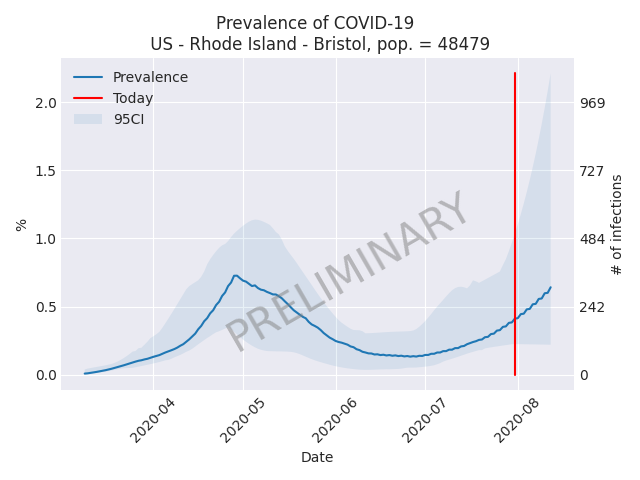 Prevalence of COVID-19
US - Rhode Island - Bristol, pop. = 48479
Prevalence
Today
95CI
PRELIMINARY
%
2.0
1.5
1.0
0.5
0.0
969
727
484
242
0
# of infections
2020-04
2020-05
2020-06
2020-07
2020-08
Date